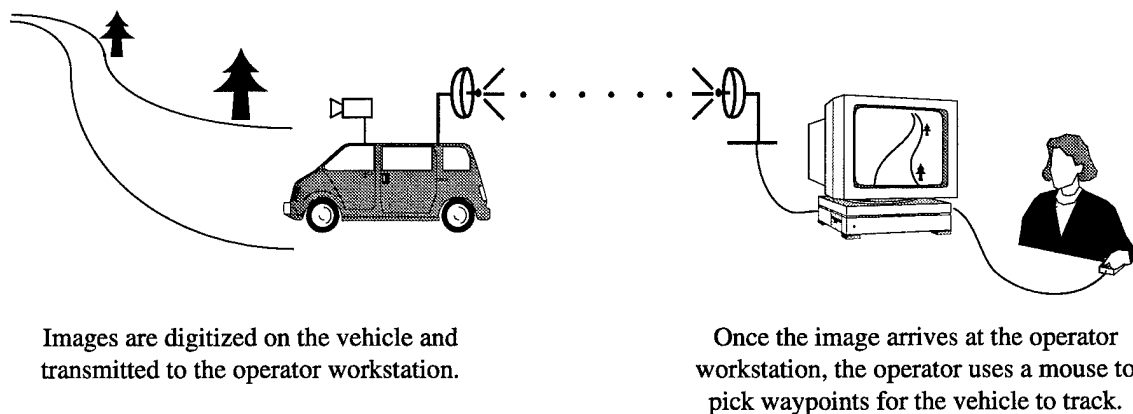 Images are digitized on the vehicle and
transmitted to the operator workstation.
Once the image arrives at the operator
workstation, the operator uses a mouse to
pick waypoints for the vehicle to track.